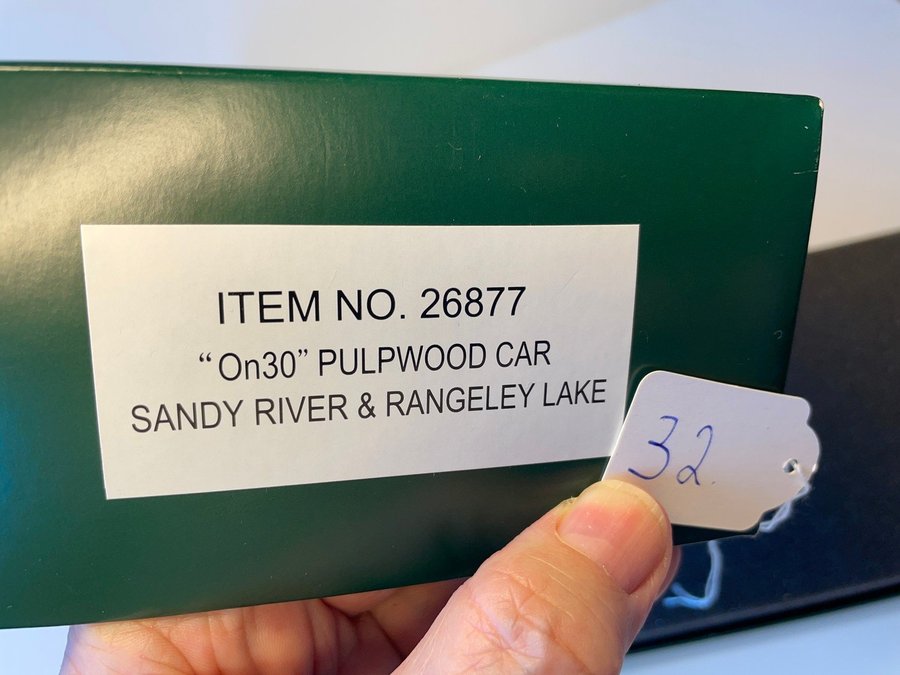 ITEM NO. 26877
“On30” PULPWOOD CAR
SANDY RIVER & RANGELEY LAKE
32.